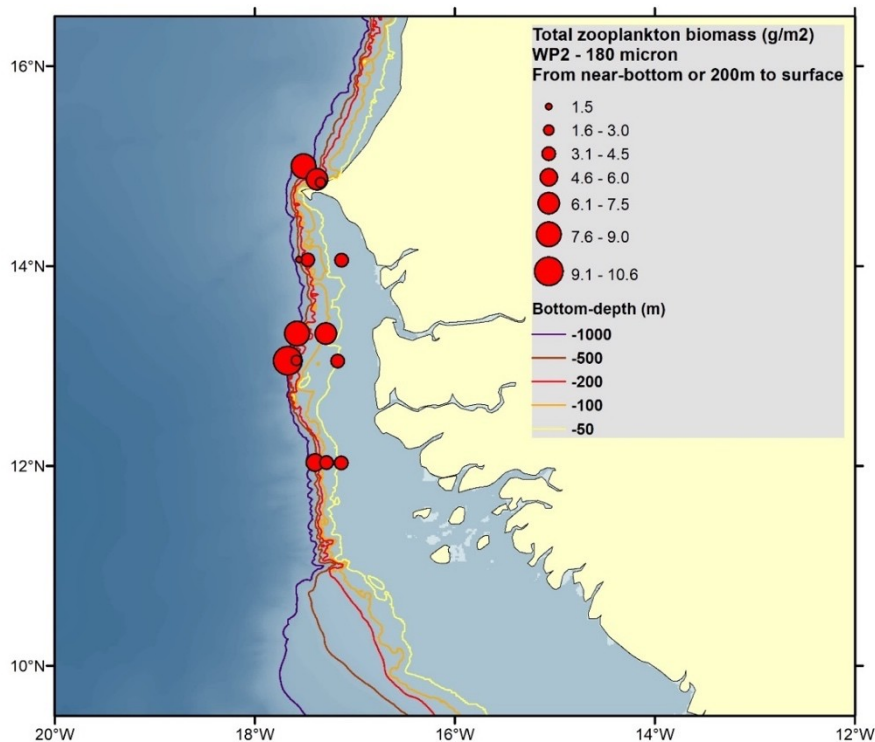 Total zooplankton biomass (g/m2)
WP2 - 180 micron
From near-bottom or 200m to surface
1.5
1.6 - 3.0
3.1 - 4.5
4.6 - 6.0
6.1 - 7.5
7.6 - 9.0
9.1 - 10.6
Bottom-depth (m)
-1000
-500
-200
-100
-50
16°N
14°N
12°N
10°N
20°W 18°W 16°W 14°W 12°W